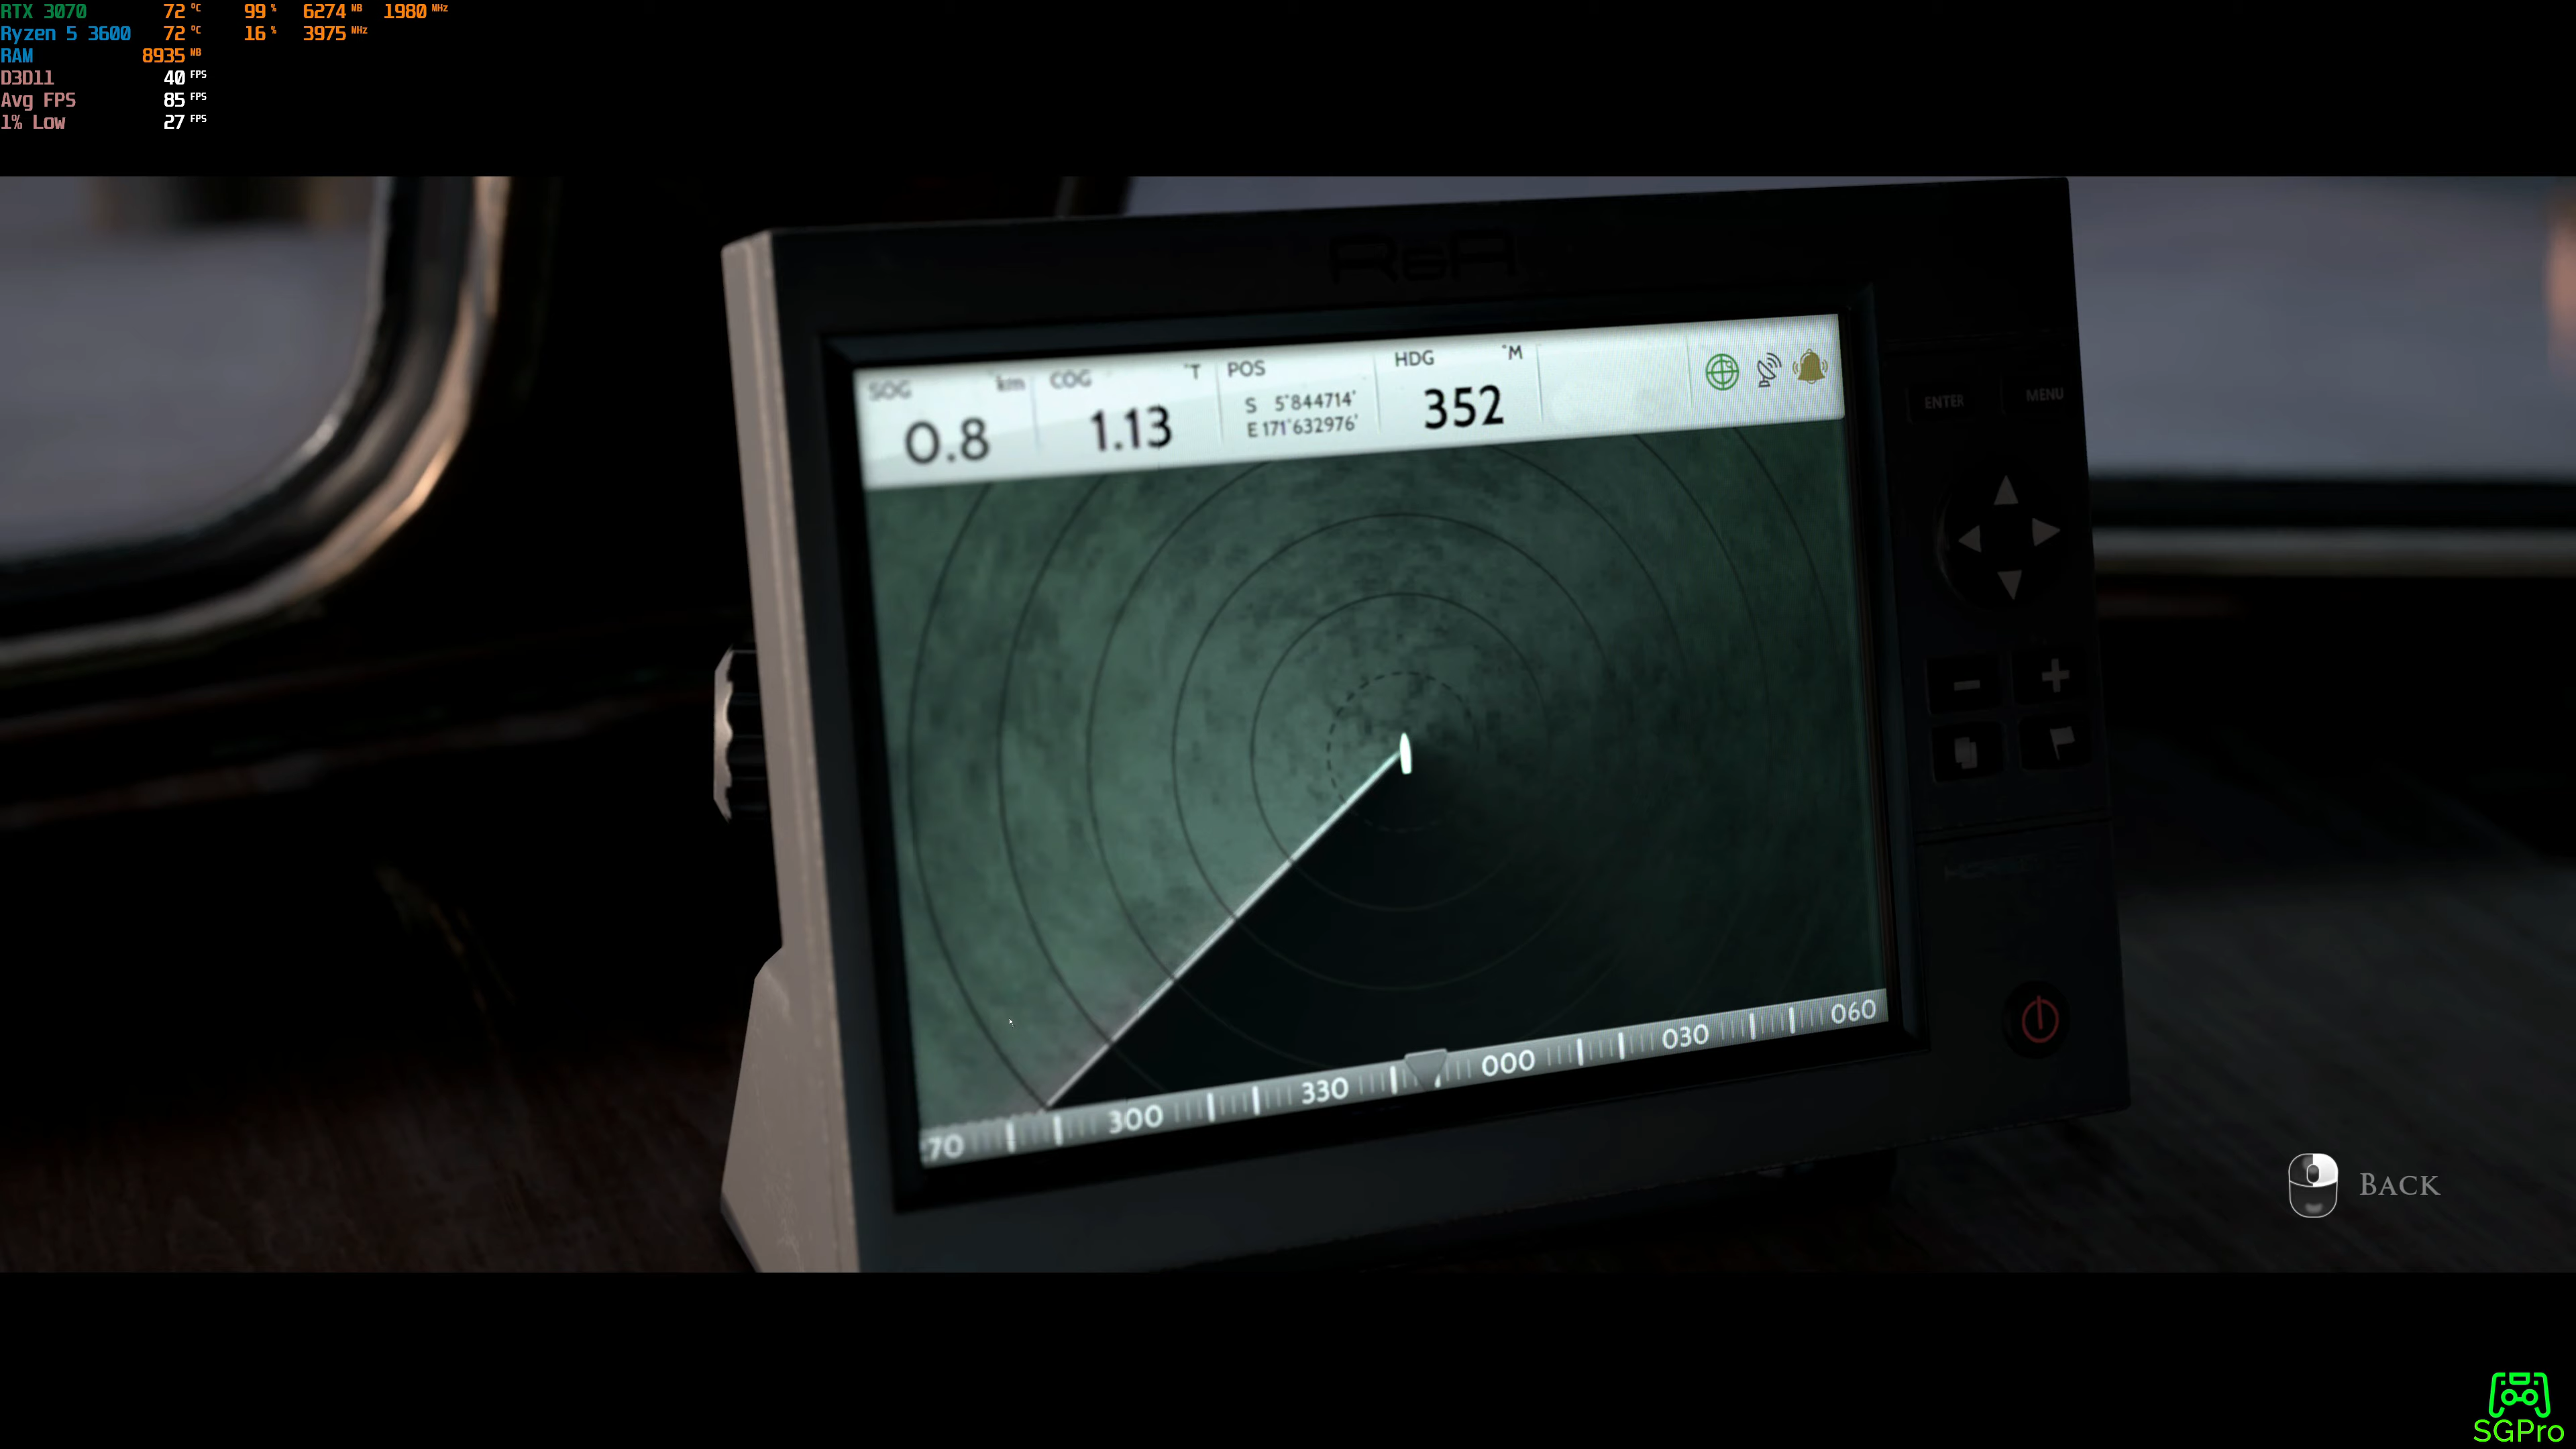 RTX 3070 72 °C 99 % 6274 MB 1980 MHz
Ryzen 5 3600 72 °C 16 % 3975 MHz
RAM 8935 MB
D3D11 40 FPS
Avg FPS 85 FPS
1% Low 27 FPS
ReA
SOG km COG °T POS HDG °M
0.8 1.13 S 5°844714' 352
E 171°632976'
ENTER MENU
70 300 330 000 030 060
BACK
SGPro